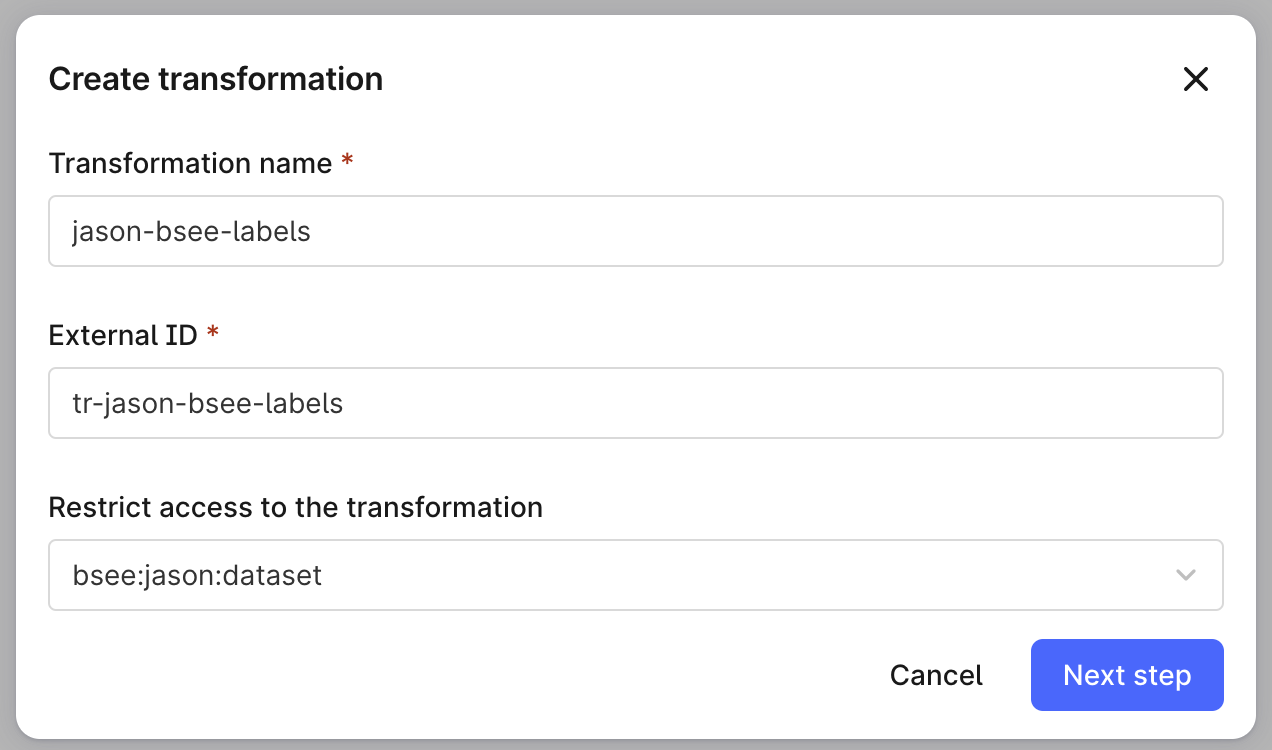 Create transformation
Transformation name *
jason-bsee-labels
External ID *
tr-jason-bsee-labels
Restrict access to the transformation
bsee:jason:dataset
Cancel
Next step